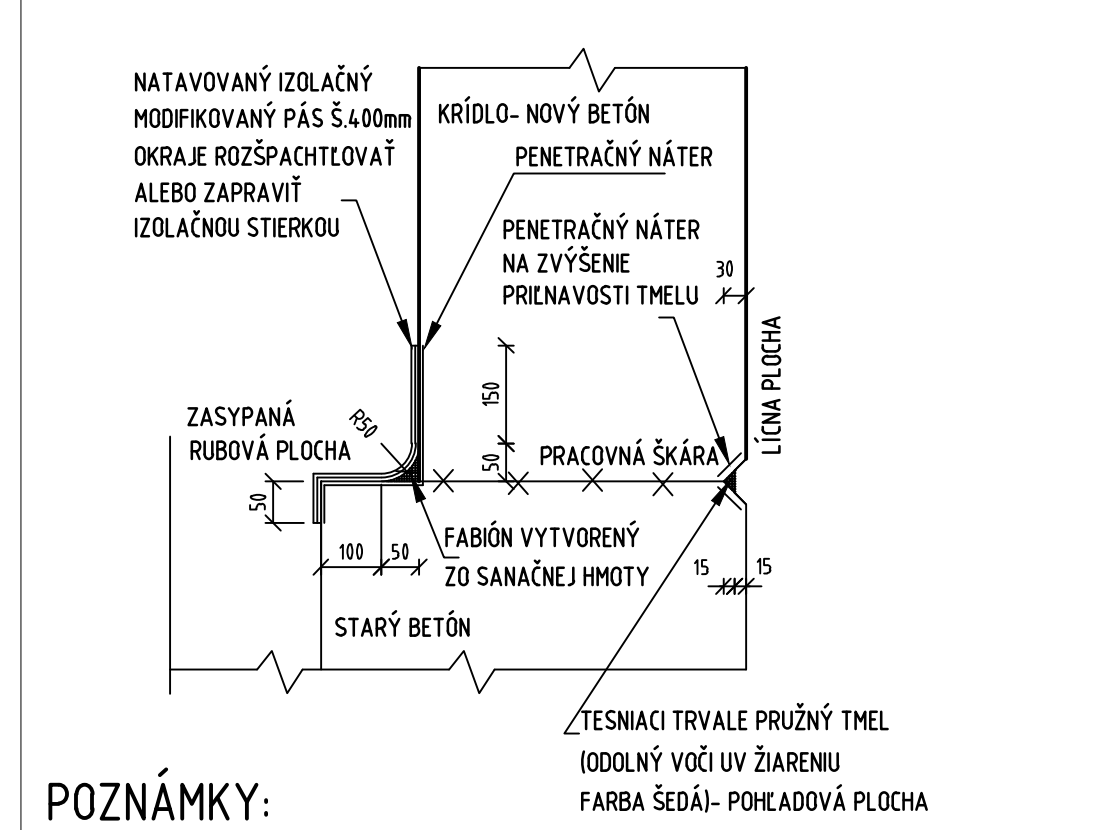 NATAVOVANÝ IZOLAČNÝ
MODIFIKOVANÝ PÁS Š.400mm
OKRAJE ROZŠPACHTĽOVAŤ
ALEBO ZAPRAVIŤ
IZOLAČNOU STIERKOU
KRÍDLO- NOVÝ BETÓN
PENETRAČNÝ NÁTER
PENETRAČNÝ NÁTER
NA ZVÝŠENIE
PRIĽNAVOSTI TMELU
30
LÍCNA PLOCHA
150
50
ZASYPANÁ
RUBOVÁ PLOCHA
R50
PRACOVNÁ ŠKÁRA
50
100
50
FABIÓN VYTVORENÝ
ZO SANAČNEJ HMOTY
15
15
STARÝ BETÓN
TESNIACI TRVALE PRUŽNÝ TMEL
(ODOLNÝ VOČI UV ŽIARENIU
FARBA ŠEDÁ)- POHĽADOVÁ PLOCHA
POZNÁMKY: